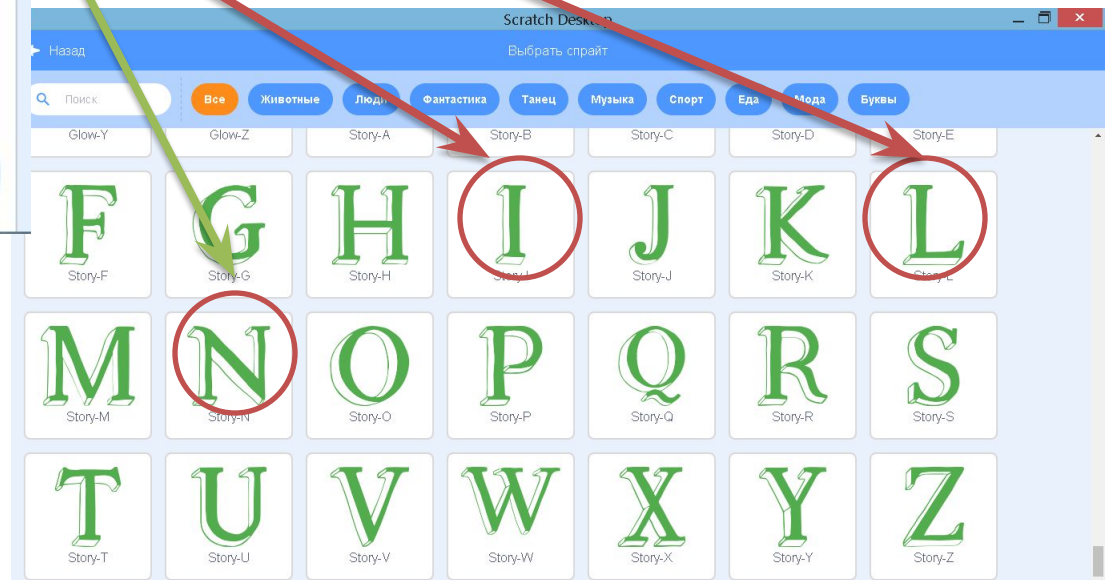 Scratch Desktop
Назад
Выбрать спрайт
Поиск
Все Животные Люди Фантастика Танец Музыка Спорт Еда Мода Буквы
Glow-Y Glow-Z Story-A Story-B Story-C Story-D Story-E
F G H I J K L
Story-F Story-G Story-H Story-I Story-J Story-K Story-L
M N O P Q R S
Story-M Story-N Story-O Story-P Story-Q Story-R Story-S
T U V W X Y Z
Story-T Story-U Story-V Story-W Story-X Story-Y Story-Z